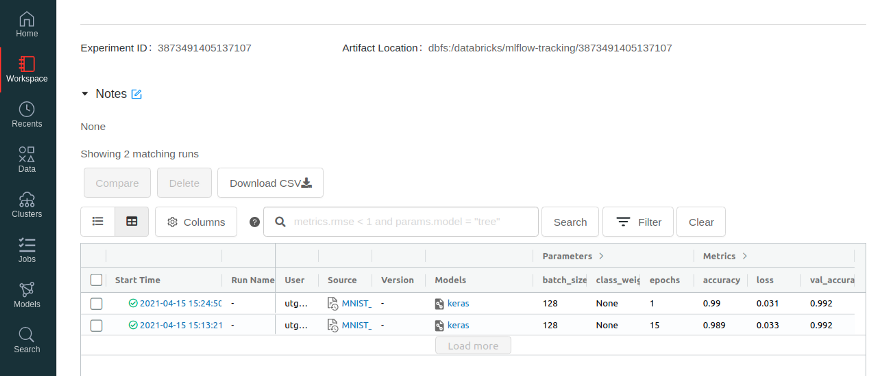 Home
Workspace
Recents
Data
Clusters
Jobs
Models
Search
Experiment ID: 3873491405137107 Artifact Location: dbfs:/databricks/mlflow-tracking/3873491405137107
Notes
None
Showing 2 matching runs
Compare Delete Download CSV
Columns ? metrics.rmse < 1 and params.model = "tree" Search Filter Clear
Parameters > Metrics >
Start Time Run Name User Source Version Models batch_size class_weig epochs accuracy loss val_accura
2021-04-15 15:24:50 - utg... MNIST_ - keras 128 None 1 0.99 0.031 0.992
2021-04-15 15:13:21 - utg... MNIST_ - keras 128 None 15 0.989 0.033 0.992
Load more